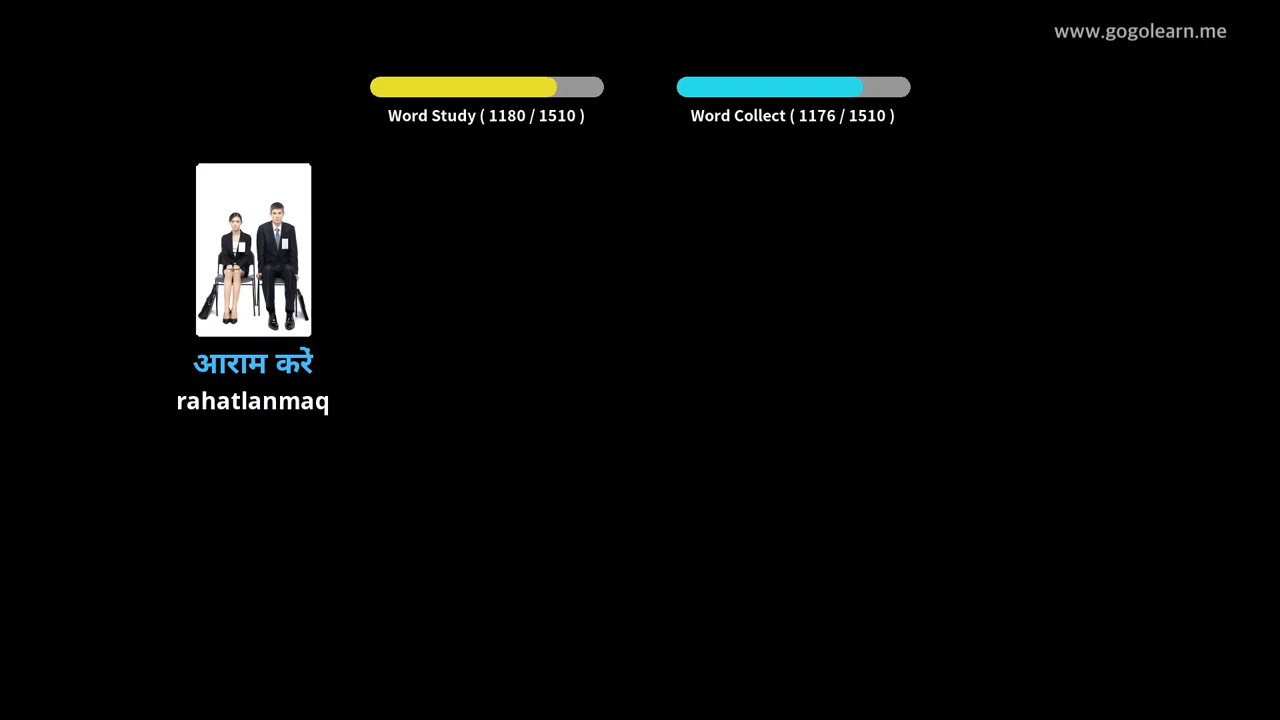 www.gogolearn.me
Word Study ( 1180 / 1510 )
Word Collect ( 1176 / 1510 )
आराम करें
rahatlanmaq